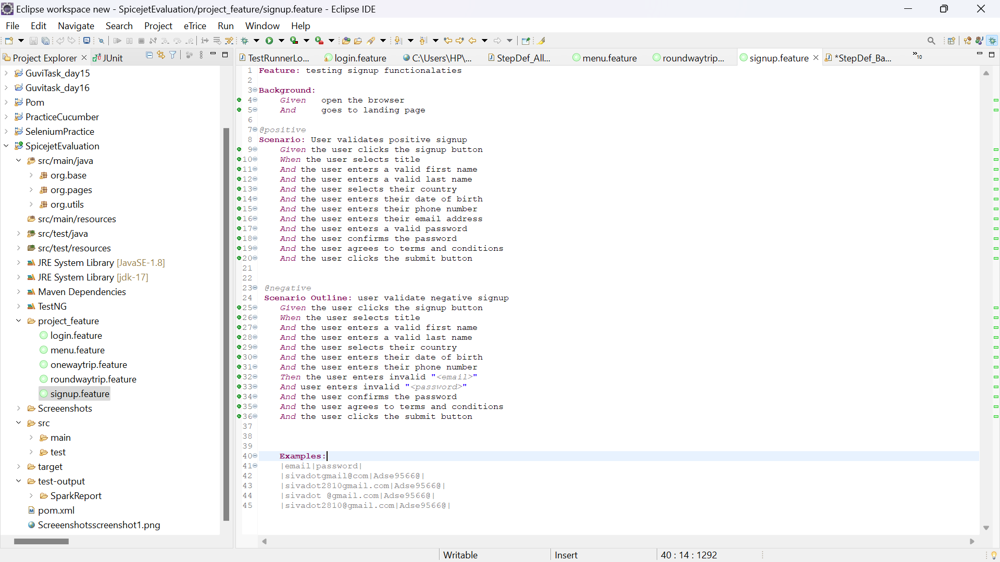 Eclipse workspace new - SpicejetEvaluation/project_feature/signup.feature - Eclipse IDE
File Edit Navigate Search Project eTrice Run Window Help
Project Explorer JUnit
TestRunnerLo... login.feature C:\Users\HP\... StepDef_All... menu.feature roundwaytrip... signup.feature *StepDef_Ba... »10
GuviTask_day15
Guvitask_day16
Pom
PracticeCucumber
SeleniumPractice
SpicejetEvaluation
src/main/java
org.base
org.pages
org.utils
src/main/resources
src/test/java
src/test/resources
JRE System Library [JavaSE-1.8]
JRE System Library [jdk-17]
Maven Dependencies
TestNG
project_feature
login.feature
menu.feature
onewaytrip.feature
roundwaytrip.feature
signup.feature
Screeenshots
src
main
test
target
test-output
SparkReport
pom.xml
Screeenshotsscreenshot1.png
1 Feature: testing signup functionalaties
2
3 Background:
4 Given open the browser
5 And goes to landing page
6
7 @positive
8 Scenario: User validates positive signup
9 Given the user clicks the signup button
10 When the user selects title
11 And the user enters a valid first name
12 And the user enters a valid last name
13 And the user selects their country
14 And the user enters their date of birth
15 And the user enters their phone number
16 And the user enters their email address
17 And the user enters a valid password
18 And the user confirms the password
19 And the user agrees to terms and conditions
20 And the user clicks the submit button
21
22
23 @negative
24 Scenario Outline: user validate negative signup
25 Given the user clicks the signup button
26 When the user selects title
27 And the user enters a valid first name
28 And the user enters a valid last name
29 And the user selects their country
30 And the user enters their date of birth
31 And the user enters their phone number
32 Then the user enters invalid "<email>"
33 And user enters invalid "<password>"
34 And the user confirms the password
35 And the user agrees to terms and conditions
36 And the user clicks the submit button
37
38
39
40 Examples:
41 |email|password|
42 |sivadotgmail@com|Adse9566@|
43 |sivadot2810gmail.com|Adse9566@|
44 |sivadot @gmail.com|Adse9566@|
45 |sivadot2810@gmail.com|Adse9566@|
Writable Insert 40 : 14 : 1292